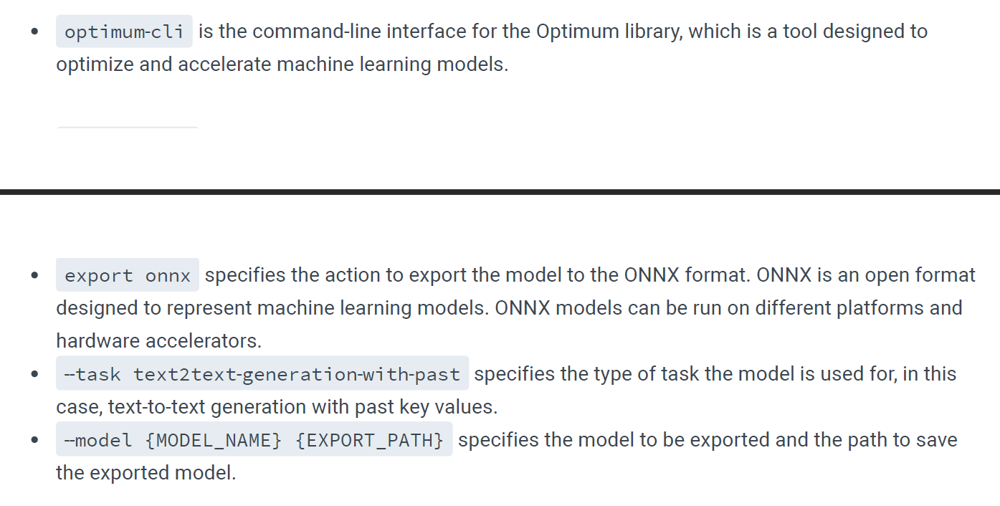 optimum-cli is the command-line interface for the Optimum library, which is a tool designed to
optimize and accelerate machine learning models.
export onnx specifies the action to export the model to the ONNX format. ONNX is an open format
designed to represent machine learning models. ONNX models can be run on different platforms and
hardware accelerators.
--task text2text-generation-with-past specifies the type of task the model is used for, in this
case, text-to-text generation with past key values.
--model {MODEL_NAME} {EXPORT_PATH} specifies the model to be exported and the path to save
the exported model.